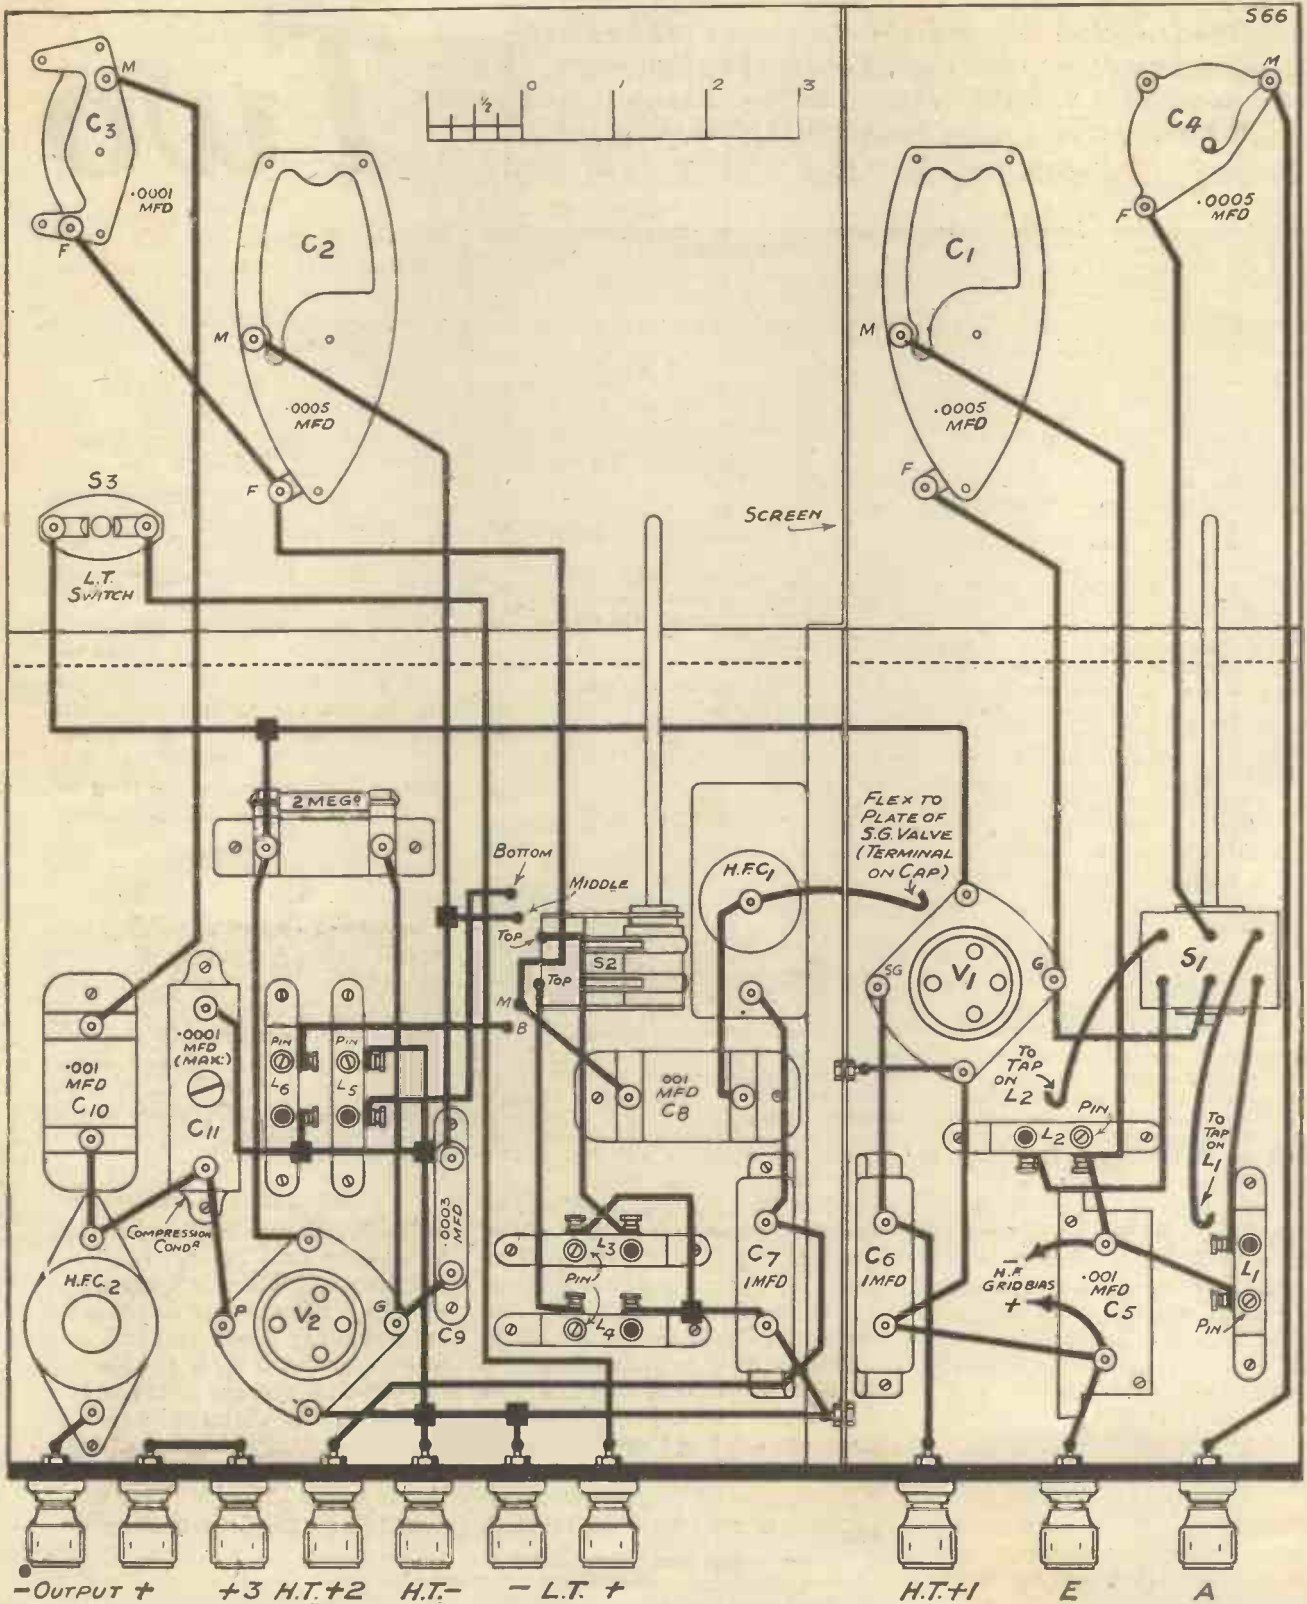 S66
M
C3
.0001
MFD
F
½
0
1
2
3
C2
M
.0005
MFD
F
C1
M
.0005
MFD
F
M
C4
F
.0005
MFD
S3
L.T.
SWITCH
SCREEN
2 MEGO
BOTTOM
MIDDLE
TOP
TOP
S2
M
B
H.F.C1
FLEX TO
PLATE OF
S.G. VALVE
(TERMINAL
ON CAP)
SG
V1
G
S1
.001
MFD
C10
.0001
MFD
(MAX:)
C11
PIN
L6
PIN
L5
.001
MFD
C8
TO
TAP
ON
L2
PIN
L2
TO
TAP
ON
L1
COMPRESSION
CONDR
.0003
MFD
C9
L3
PIN
L4
C7
1MFD
C6
1MFD
-
H.F.
GRID BIAS
+
.001
MFD
C5
L1
PIN
H.F.C.2
P
V2
G
- OUTPUT +
+3 H.T. +2
H.T.-
- L.T. +
H.T.+1
E
A